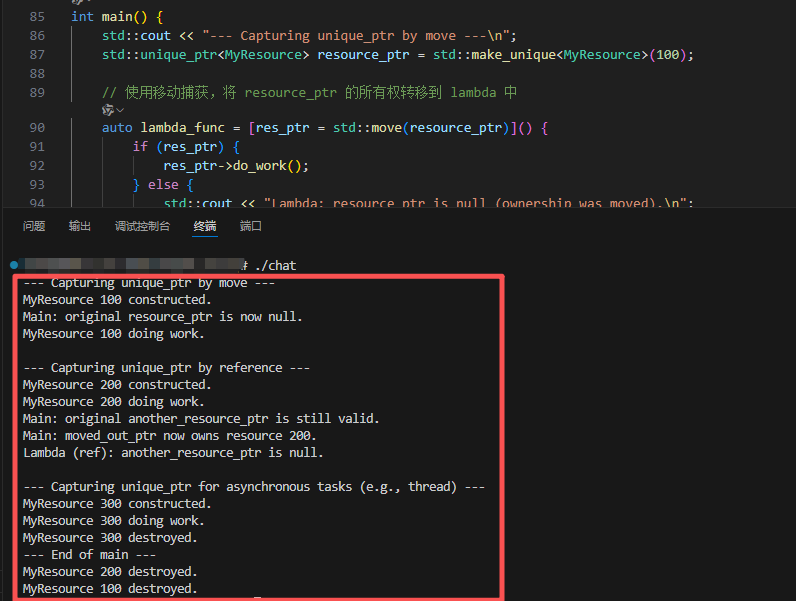 85 int main() {
86 std::cout << "--- Capturing unique_ptr by move ---\n";
87 std::unique_ptr<MyResource> resource_ptr = std::make_unique<MyResource>(100);
88
89 // 使用移动捕获，将 resource_ptr 的所有权转移到 lambda 中
90 auto lambda_func = [res_ptr = std::move(resource_ptr)]() {
91 if (res_ptr) {
92 res_ptr->do_work();
93 } else {
94 std::cout << "Lambda: resource_ptr is null (ownership was moved).\n";
问题 输出 调试控制台 终端 端口
# ./chat
--- Capturing unique_ptr by move ---
MyResource 100 constructed.
Main: original resource_ptr is now null.
MyResource 100 doing work.
--- Capturing unique_ptr by reference ---
MyResource 200 constructed.
MyResource 200 doing work.
Main: original another_resource_ptr is still valid.
Main: moved_out_ptr now owns resource 200.
Lambda (ref): another_resource_ptr is null.
--- Capturing unique_ptr for asynchronous tasks (e.g., thread) ---
MyResource 300 constructed.
MyResource 300 doing work.
MyResource 300 destroyed.
--- End of main ---
MyResource 200 destroyed.
MyResource 100 destroyed.